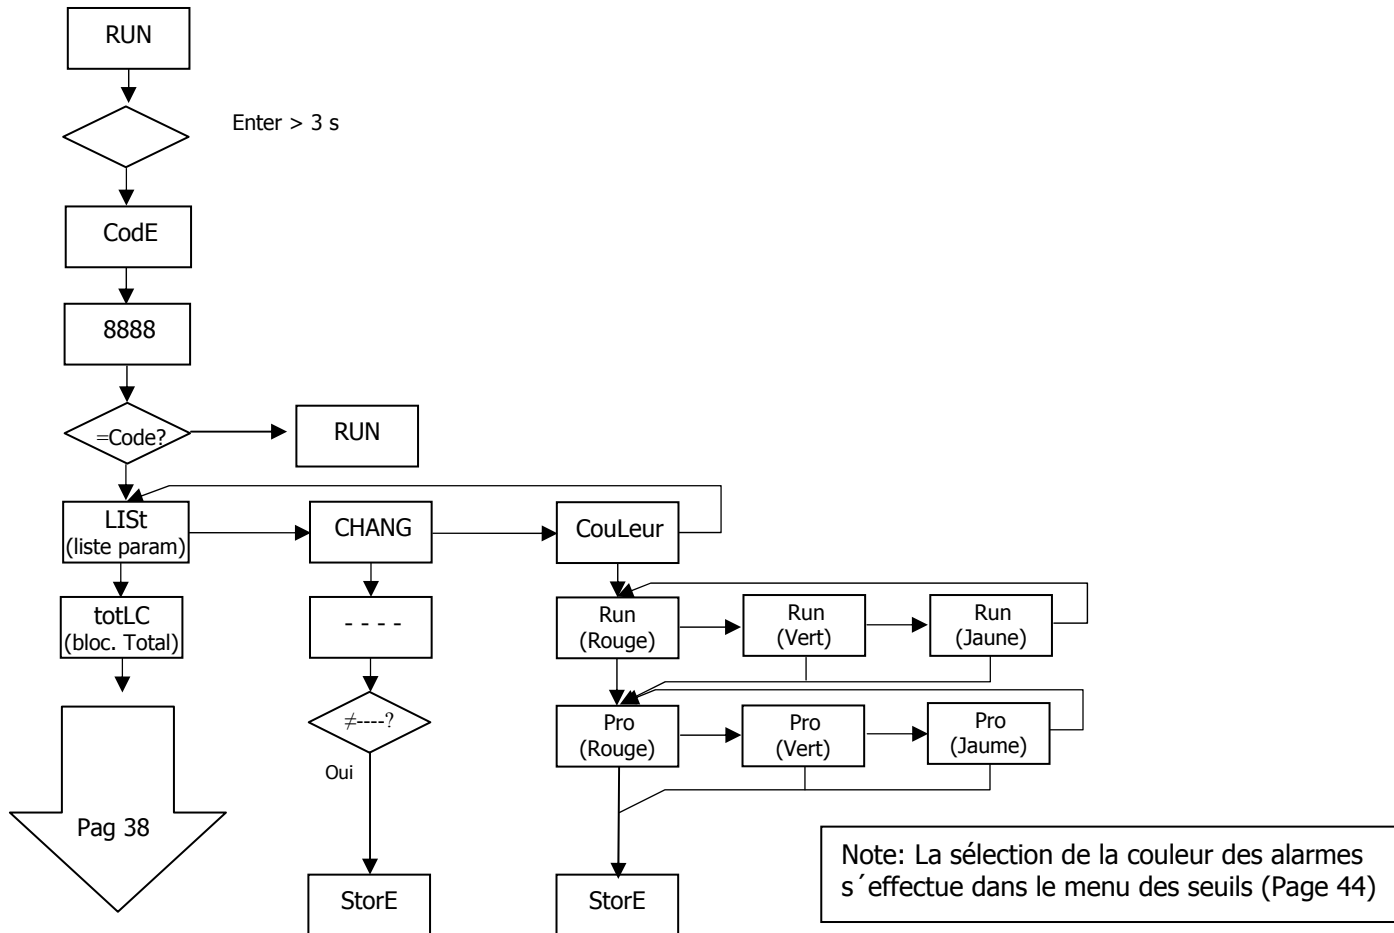 RUN
Enter > 3 s
CodE
8888
=Code?
RUN
LISt
(liste param)
CHANG
CouLeur
totLC
(bloc. Total)
- - - -
Run
(Rouge)
Run
(Vert)
Run
(Jaune)
≠----?
Oui
Pro
(Rouge)
Pro
(Vert)
Pro
(Jaume)
Pag 38
StorE
StorE
Note: La sélection de la couleur des alarmes
s´effectue dans le menu des seuils (Page 44)